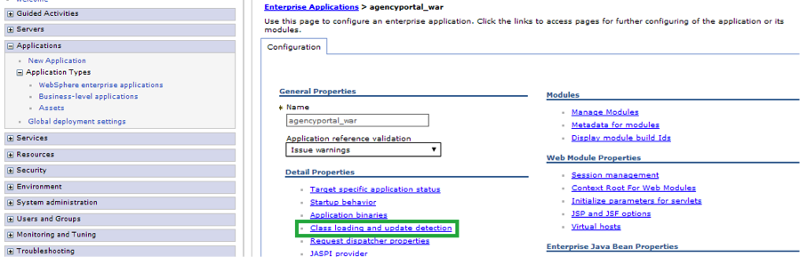 Welcome
Guided Activities
Servers
Applications
New Application
Application Types
WebSphere enterprise applications
Business-level applications
Assets
Global deployment settings
Services
Resources
Security
Environment
System administration
Users and Groups
Monitoring and Tuning
Troubleshooting
Enterprise Applications > agencyportal_war
Use this page to configure an enterprise application. Click the links to access pages for further configuring of the application or its
modules.
Configuration
General Properties
Name
agencyportal_war
Application reference validation
Issue warnings
Detail Properties
Target specific application status
Startup behavior
Application binaries
Class loading and update detection
Request dispatcher properties
JASPI provider
Modules
Manage Modules
Metadata for modules
Display module build Ids
Web Module Properties
Session management
Context Root For Web Modules
Initialize parameters for servlets
JSP and JSF options
Virtual hosts
Enterprise Java Bean Properties